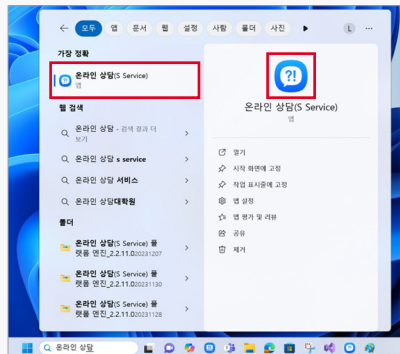 모두 앱 문서 웹 설정 사람 폴더 사진 L
가장 정확
온라인 상담(S Service)
앱
웹 검색
온라인 상담 - 검색 결과 더
보기
온라인 상담 s service
온라인 상담 서비스
온라인 상담대학원
폴더
온라인 상담(S Service) 플
랫폼 엔진_2.2.11.020231207
온라인 상담(S Service) 플
랫폼 엔진_2.2.11.020231130
온라인 상담(S Service) 플
랫폼 엔진_2.2.11.020231128
온라인 상담(S Service)
앱
열기
시작 화면에 고정
작업 표시줄에 고정
앱 설정
앱 평가 및 리뷰
공유
제거
온라인 상담